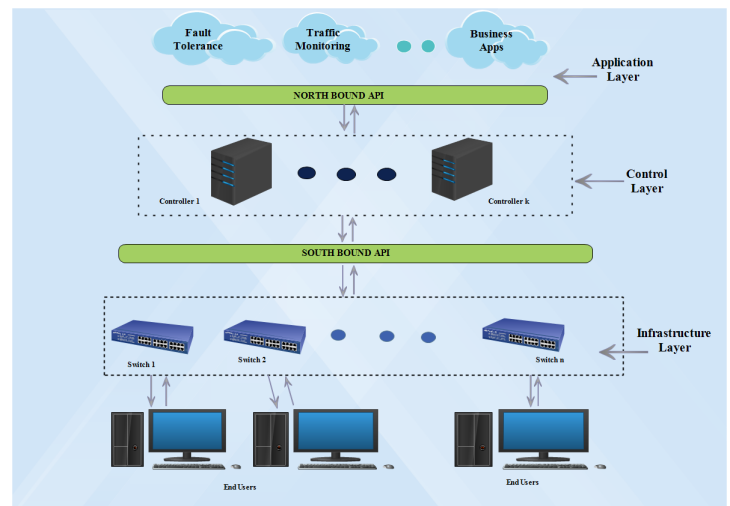 Fault
Tolerance
Traffic
Monitoring
Business
Apps
Application
Layer
NORTH BOUND API
Controller 1
Controller k
Control
Layer
SOUTH BOUND API
Switch 1
Switch 2
Switch n
Infrastructure
Layer
End Users
End Users